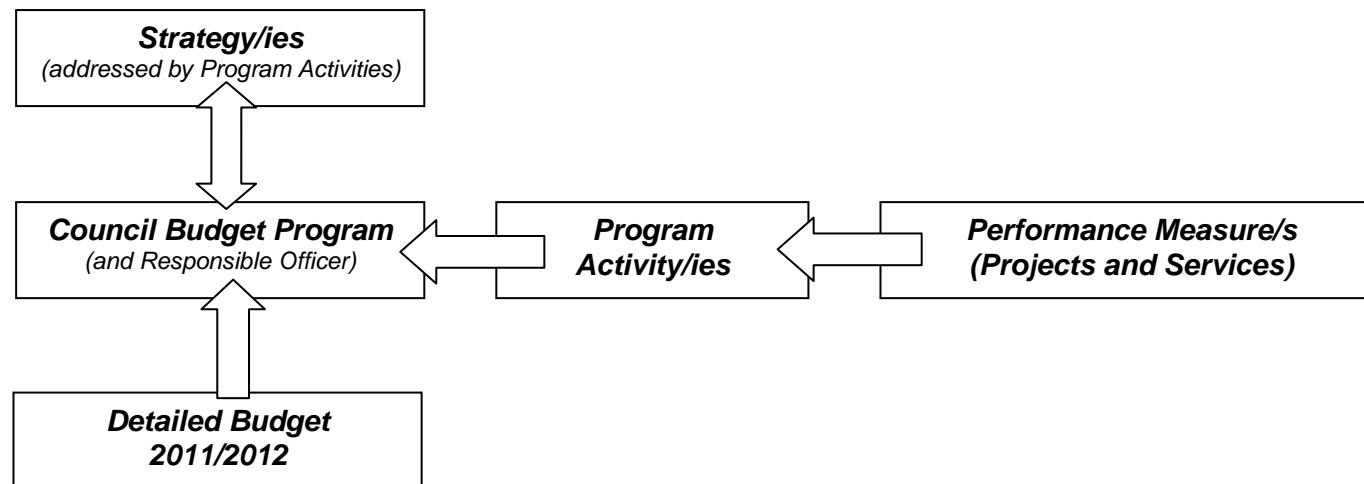 Strategy/ies
(addressed by Program Activities)
Council Budget Program
(and Responsible Officer)
Program
Activity/ies
Performance Measure/s
(Projects and Services)
Detailed Budget
2011/2012